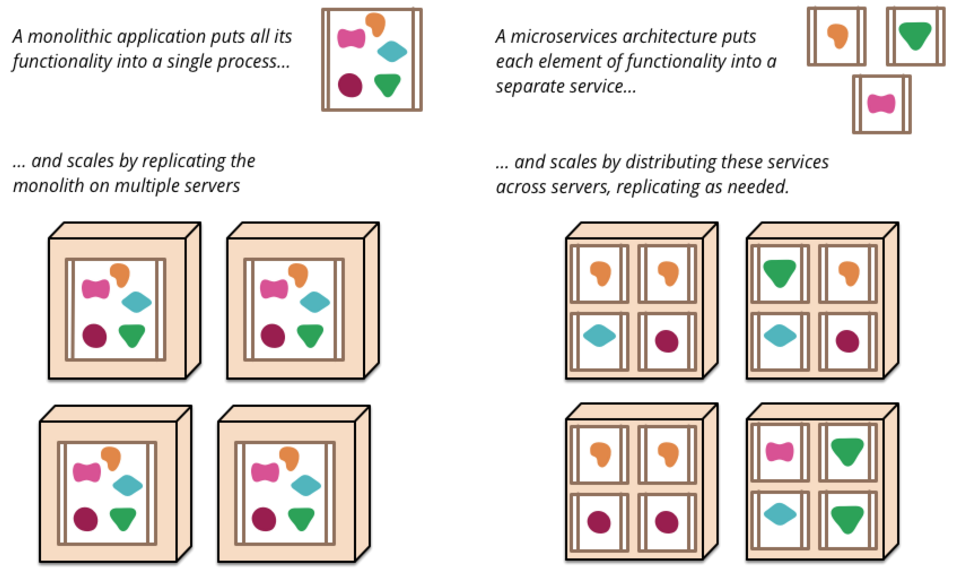 A monolithic application puts all its
functionality into a single process...
... and scales by replicating the
monolith on multiple servers
A microservices architecture puts
each element of functionality into a
separate service...
... and scales by distributing these services
across servers, replicating as needed.